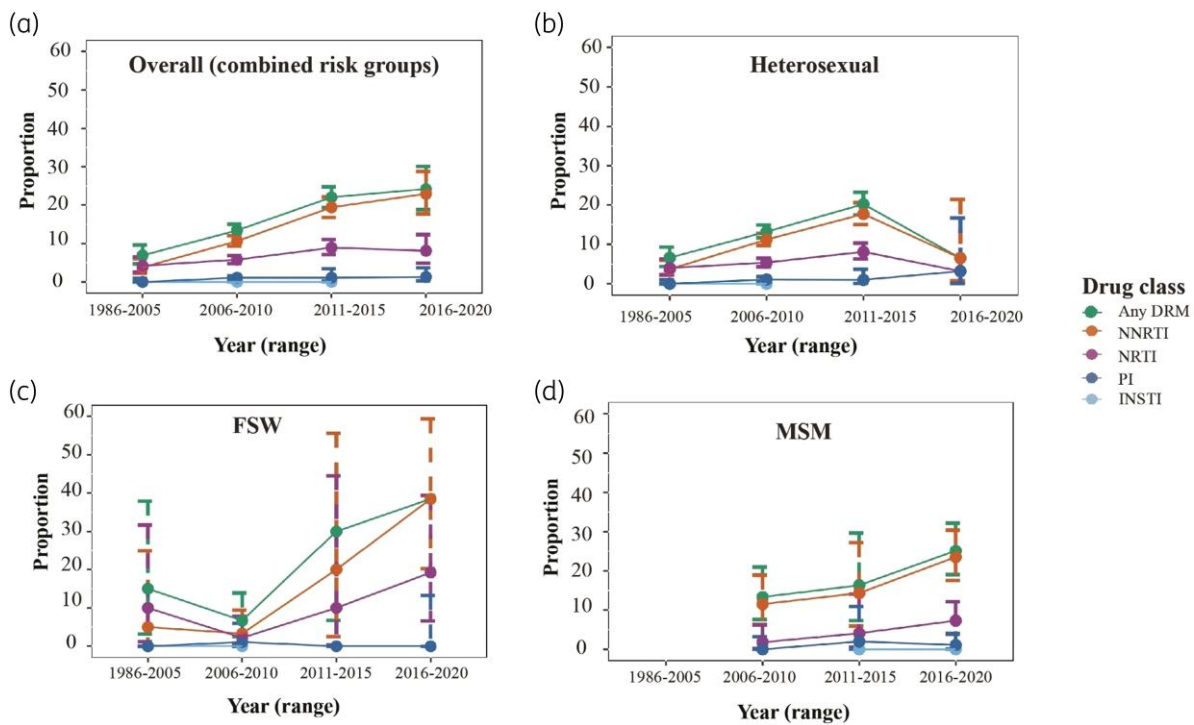 (a)
Overall (combined risk groups)
60
50
40
30
20
10
0
Proportion
1986-2005
2006-2010
2011-2015
2016-2020
Year (range)
(b)
Heterosexual
60
50
40
30
20
10
0
Proportion
1986-2005
2006-2010
2011-2015
2016-2020
Year (range)
Drug class
Any DRM
NNRTI
NRTI
PI
INSTI
(c)
FSW
60
50
40
30
20
10
0
Proportion
1986-2005
2006-2010
2011-2015
2016-2020
Year (range)
(d)
MSM
60
50
40
30
20
10
0
Proportion
1986-2005
2006-2010
2011-2015
2016-2020
Year (range)